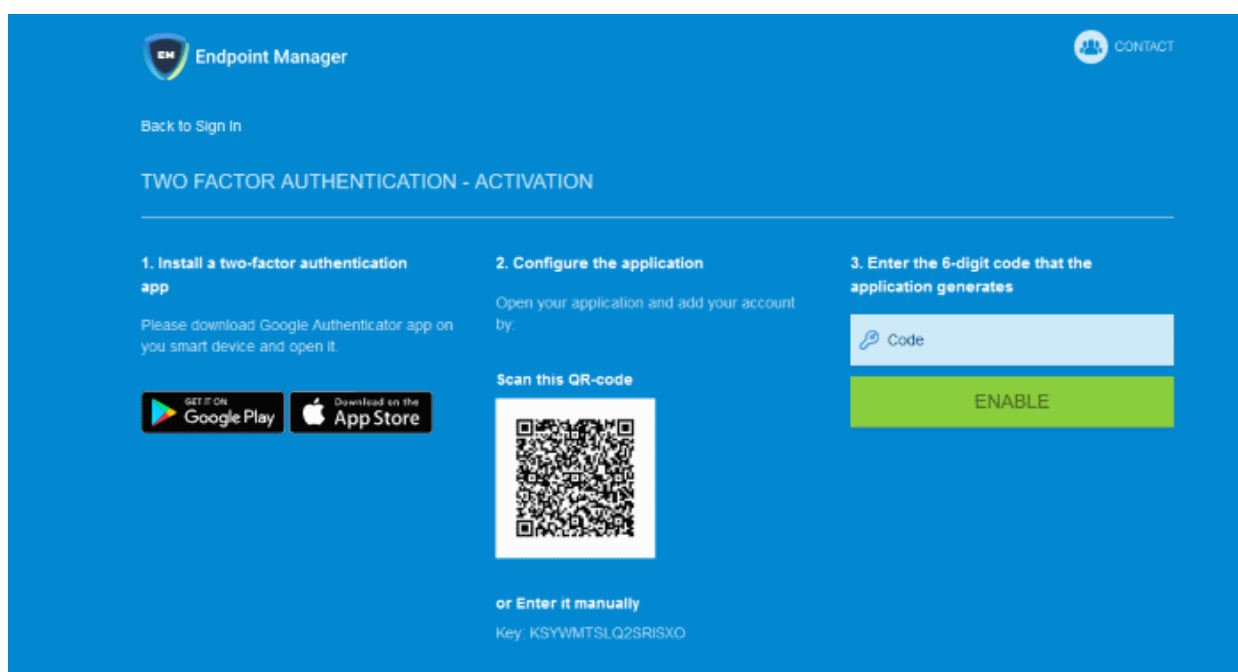 EM Endpoint Manager
CONTACT
Back to Sign In
TWO FACTOR AUTHENTICATION - ACTIVATION
1. Install a two-factor authentication
app
Please download Google Authenticator app on
you smart device and open it.
GET IT ON
Google Play
Download on the
App Store
2. Configure the application
Open your application and add your account
by:
Scan this QR-code
or Enter it manually
Key: KSYWMTSLQ2SRISXO
3. Enter the 6-digit code that the
application generates
Code
ENABLE